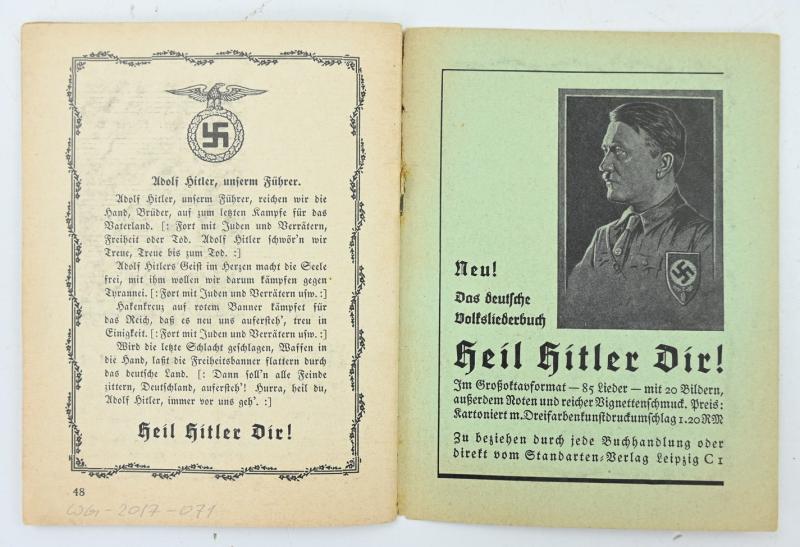 Adolf Hitler, unserm Führer.
Adolf Hitler, unserm Führer, reichen wir die
Hand, Brüder, auf zum letzten Kampfe für das
Vaterland. [: Fort mit Juden und Verrätern,
Freiheit oder Tod. Adolf Hitler schwör'n wir
Treue, Treue bis zum Tod. :]
Adolf Hitlers Geist im Herzen macht die Seele
frei, mit ihm wollen wir darum kämpfen gegen
Tyrannei. [: Fort mit Juden und Verrätern usw. :]
Hakenkreuz auf rotem Banner kämpfet für
das Reich, daß es neu uns aufersteh', treu in
Einigkeit. [: Fort mit Juden und Verrätern usw. :]
Wird die letzte Schlacht geschlagen, Waffen in
die Hand, laßt die Freiheitsbanner flattern durch
das deutsche Land. [: Dann soll'n alle Feinde
zittern, Deutschland, aufersteh'! Hurra, heil du,
Adolf Hitler, immer vor uns geh'. :]
Heil Hitler Dir!
48
WG-2017-071
Neu!
Das deutsche
Volksliederbuch
Heil Hitler Dir!
Im Großoktavformat — 85 Lieder — mit 20 Bildern,
außerdem Noten und reicher Vignettenschmuck. Preis:
Kartoniert m. Dreifarbenkunstdruckumschlag 1.20 RM
Zu beziehen durch jede Buchhandlung oder
direkt vom Standarten-Verlag Leipzig C 1